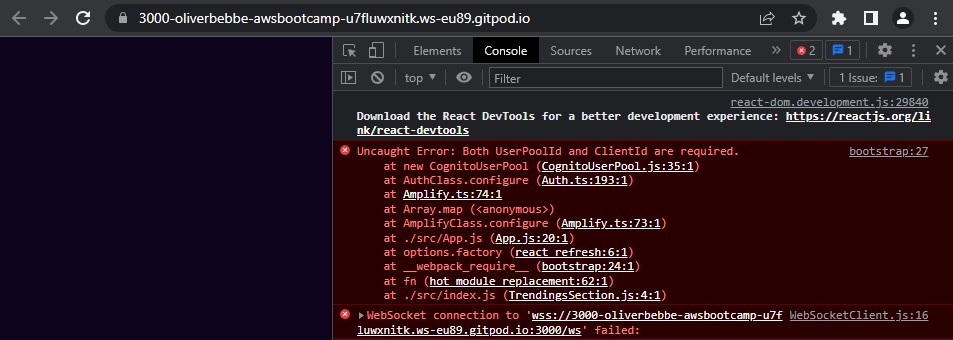 3000-oliverbebbe-awsbootcamp-u7fluwxnitk.ws-eu89.gitpod.io
Elements Console Sources Network Performance » 2 1
top ▼ Filter Default levels ▼ 1 Issue: 1
react-dom.development.js:29840
Download the React DevTools for a better development experience: https://reactjs.org/li
nk/react-devtools
Uncaught Error: Both UserPoolId and ClientId are required. bootstrap:27
at new CognitoUserPool (CognitoUserPool.js:35:1)
at AuthClass.configure (Auth.ts:193:1)
at Amplify.ts:74:1
at Array.map (<anonymous>)
at AmplifyClass.configure (Amplify.ts:73:1)
at ./src/App.js (App.js:20:1)
at options.factory (react refresh:6:1)
at __webpack_require__ (bootstrap:24:1)
at fn (hot module replacement:62:1)
at ./src/index.js (TrendingsSection.js:4:1)
WebSocket connection to 'wss://3000-oliverbebbe-awsbootcamp-u7f WebSocketClient.js:16
luwxnitk.ws-eu89.gitpod.io:3000/ws' failed: